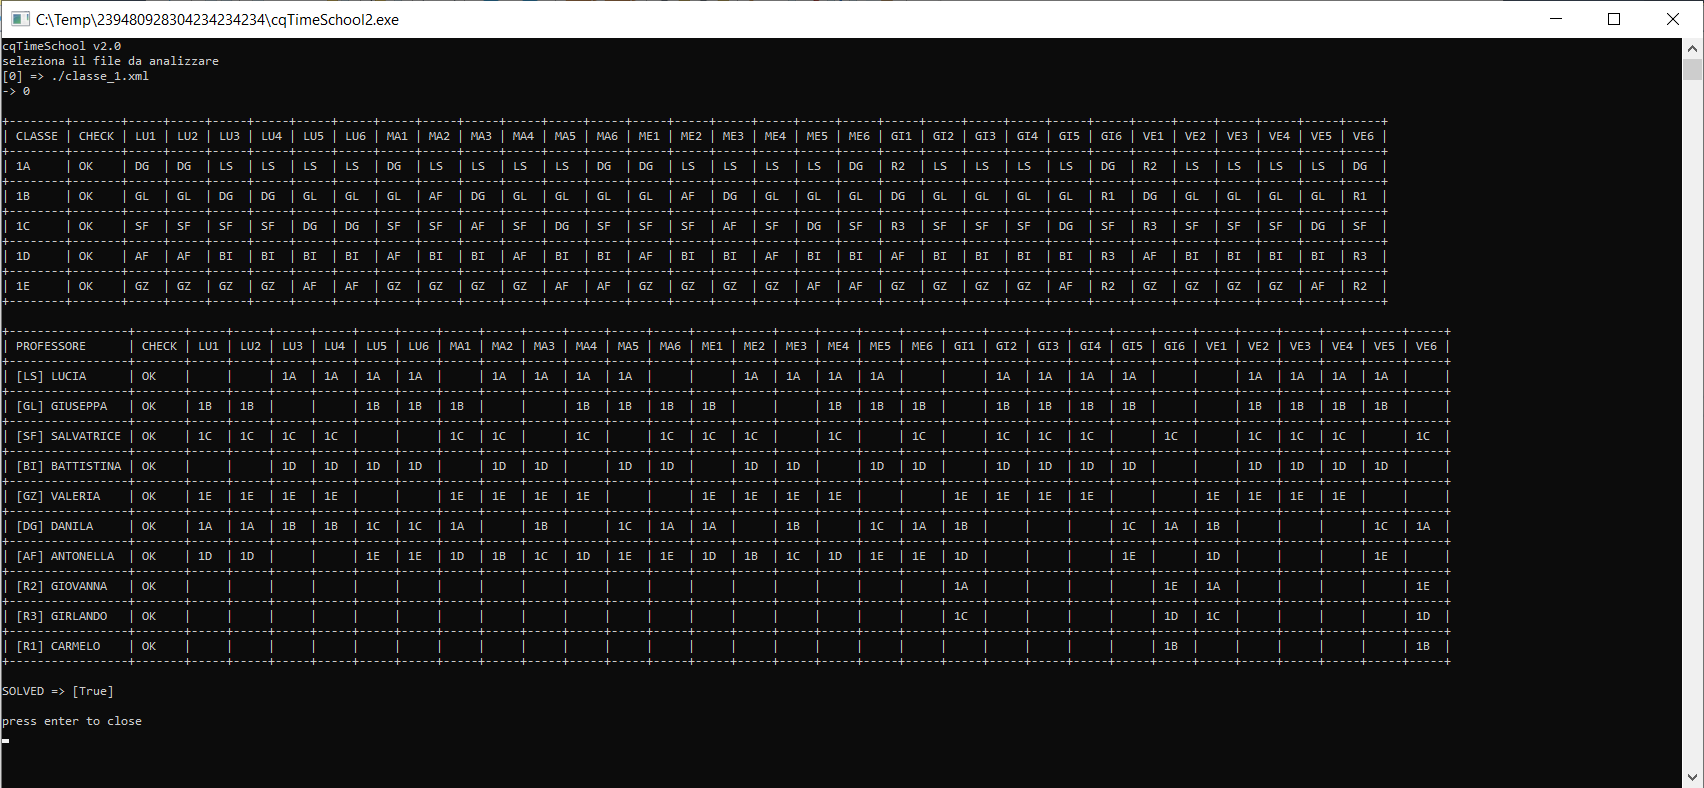 C:\Temp\239480928304234234234\cqTimeSchool2.exe
cqTimeSchool v2.0
seleziona il file da analizzare
[0] => ./classe_1.xml
-> 0
+--------+-------+-----+-----+-----+-----+-----+-----+-----+-----+-----+-----+-----+-----+-----+-----+-----+-----+-----+-----+-----+-----+-----+-----+-----+-----+-----+-----+-----+-----+-----+-----+
| CLASSE | CHECK | LU1 | LU2 | LU3 | LU4 | LU5 | LU6 | MA1 | MA2 | MA3 | MA4 | MA5 | MA6 | ME1 | ME2 | ME3 | ME4 | ME5 | ME6 | GI1 | GI2 | GI3 | GI4 | GI5 | GI6 | VE1 | VE2 | VE3 | VE4 | VE5 | VE6 |
| 1A | OK | DG | DG | LS | LS | LS | LS | DG | LS | LS | LS | LS | DG | DG | LS | LS | LS | LS | DG | R2 | LS | LS | LS | LS | DG | R2 | LS | LS | LS | LS | DG |
| 1B | OK | GL | GL | DG | DG | GL | GL | GL | AF | DG | GL | GL | GL | GL | AF | DG | GL | GL | GL | DG | GL | GL | GL | GL | R1 | DG | GL | GL | GL | GL | R1 |
| 1C | OK | SF | SF | SF | SF | DG | DG | SF | SF | AF | SF | DG | SF | SF | SF | AF | SF | DG | SF | R3 | SF | SF | SF | DG | SF | R3 | SF | SF | SF | DG | SF |
| 1D | OK | AF | AF | BI | BI | BI | BI | AF | BI | BI | AF | BI | BI | AF | BI | BI | AF | BI | BI | AF | BI | BI | BI | BI | R3 | AF | BI | BI | BI | BI | R3 |
| 1E | OK | GZ | GZ | GZ | GZ | AF | AF | GZ | GZ | GZ | GZ | AF | AF | GZ | GZ | GZ | GZ | AF | AF | GZ | GZ | GZ | GZ | AF | R2 | GZ | GZ | GZ | GZ | AF | R2 |
| PROFESSORE | CHECK | LU1 | LU2 | LU3 | LU4 | LU5 | LU6 | MA1 | MA2 | MA3 | MA4 | MA5 | MA6 | ME1 | ME2 | ME3 | ME4 | ME5 | ME6 | GI1 | GI2 | GI3 | GI4 | GI5 | GI6 | VE1 | VE2 | VE3 | VE4 | VE5 | VE6 |
| [LS] LUCIA | OK | | | 1A | 1A | 1A | 1A | | 1A | 1A | 1A | 1A | | | 1A | 1A | 1A | 1A | | | 1A | 1A | 1A | 1A | | | 1A | 1A | 1A | 1A | |
| [GL] GIUSEPPA | OK | 1B | 1B | | | 1B | 1B | 1B | | | 1B | 1B | 1B | 1B | | | 1B | 1B | 1B | | 1B | 1B | 1B | 1B | | | 1B | 1B | 1B | 1B | |
| [SF] SALVATRICE | OK | 1C | 1C | 1C | 1C | | | 1C | 1C | | 1C | | 1C | 1C | 1C | | 1C | | 1C | | 1C | 1C | 1C | | 1C | | 1C | 1C | 1C | | 1C |
| [BI] BATTISTINA | OK | | | 1D | 1D | 1D | 1D | | 1D | 1D | | 1D | 1D | | 1D | 1D | | 1D | 1D | | 1D | 1D | 1D | 1D | | | 1D | 1D | 1D | 1D | |
| [GZ] VALERIA | OK | 1E | 1E | 1E | 1E | | | 1E | 1E | 1E | 1E | | | 1E | 1E | 1E | 1E | | | 1E | 1E | 1E | 1E | | | 1E | 1E | 1E | 1E | | |
| [DG] DANILA | OK | 1A | 1A | 1B | 1B | 1C | 1C | 1A | | 1B | | 1C | 1A | 1A | | 1B | | 1C | 1A | 1B | | | | 1C | 1A | 1B | | | | 1C | 1A |
| [AF] ANTONELLA | OK | 1D | 1D | | | 1E | 1E | 1D | 1B | 1C | 1D | 1E | 1E | 1D | 1B | 1C | 1D | 1E | 1E | 1D | | | | 1E | | 1D | | | | 1E | |
| [R2] GIOVANNA | OK | | | | | | | | | | | | | | | | | | | 1A | | | | | 1E | 1A | | | | | 1E |
| [R3] GIRLANDO | OK | | | | | | | | | | | | | | | | | | | 1C | | | | | 1D | 1C | | | | | 1D |
| [R1] CARMELO | OK | | | | | | | | | | | | | | | | | | | | | | | | 1B | | | | | | 1B |
SOLVED => [True]
press enter to close